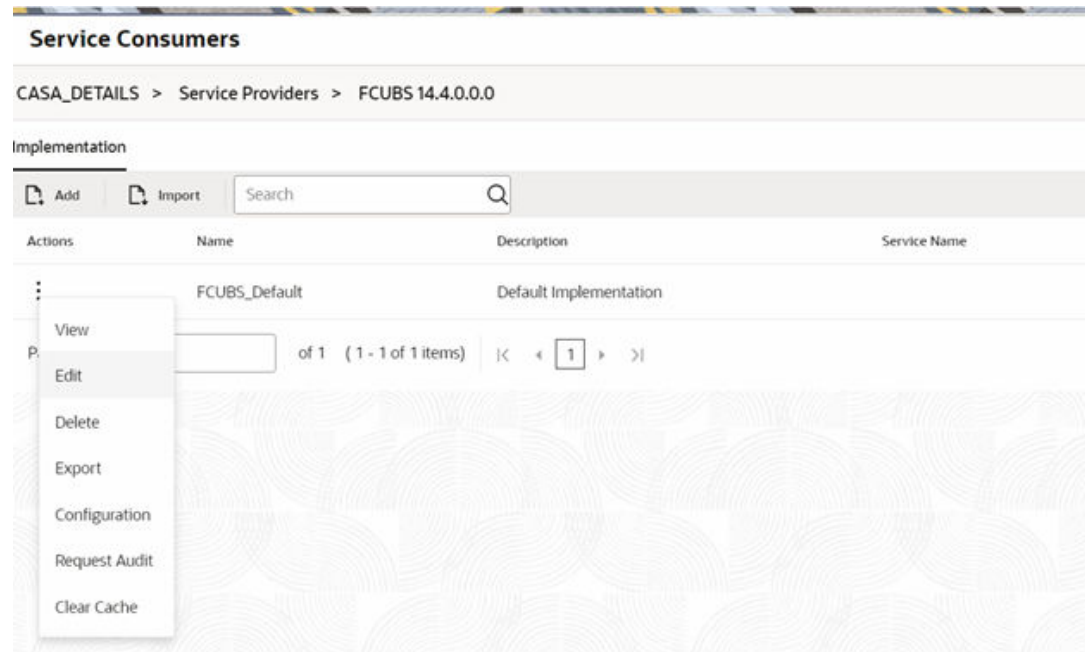 Service Consumers
CASA_DETAILS > Service Providers > FCUBS 14.4.0.0.0
Implementation
Add Import Search
Actions Name Description Service Name
FCUBS_Default Default Implementation
View
P of 1 (1 - 1 of 1 items) 1
Edit
Delete
Export
Configuration
Request Audit
Clear Cache